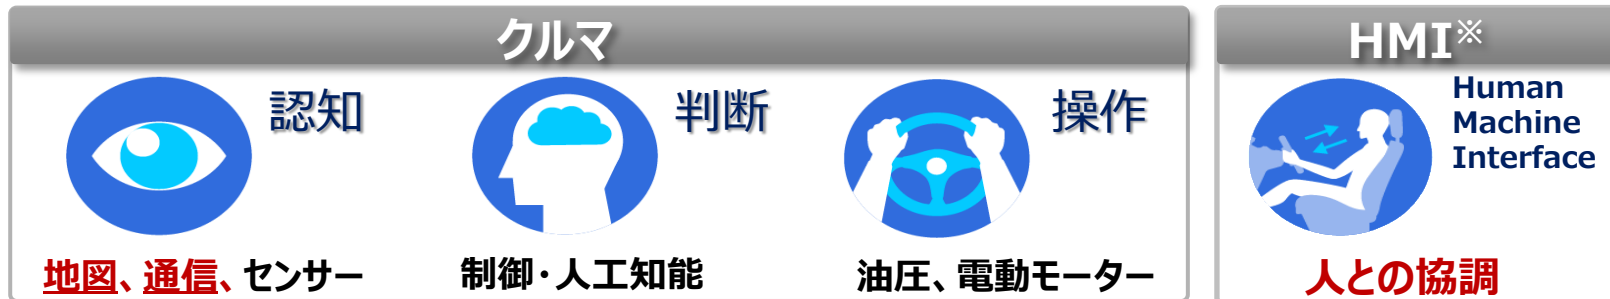 クルマ
認知
地図、通信、センサー
判断
制御・人工知能
操作
油圧、電動モーター
HMI※
Human
Machine
Interface
人との協調